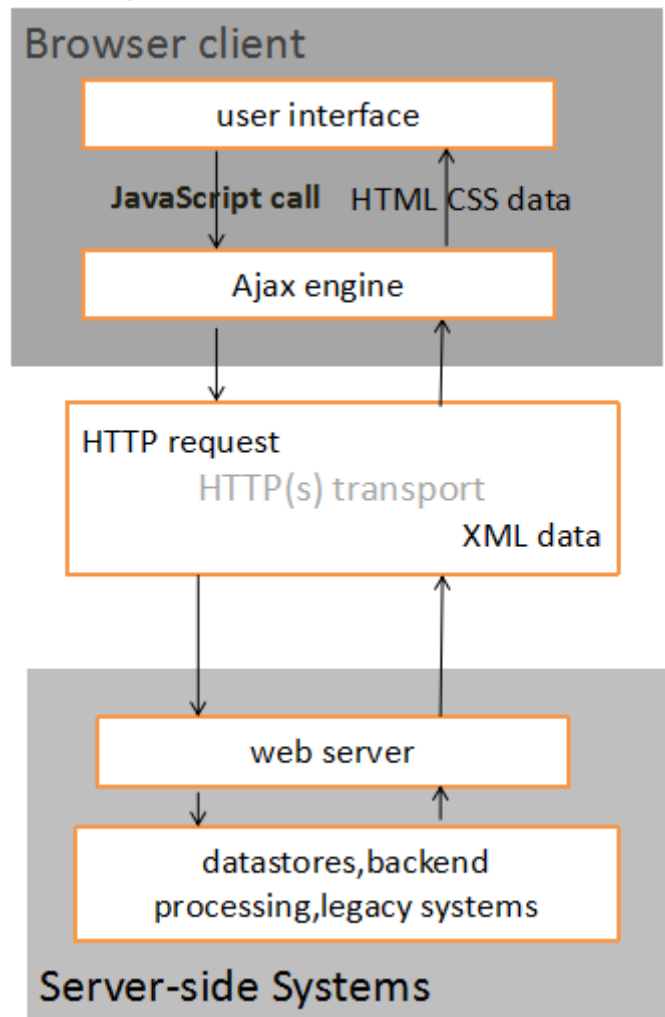 Browser client
user interface
JavaScript call
HTML CSS data
Ajax engine
HTTP request
HTTP(s) transport
XML data
web server
datastores,backend
processing,legacy systems
Server-side Systems